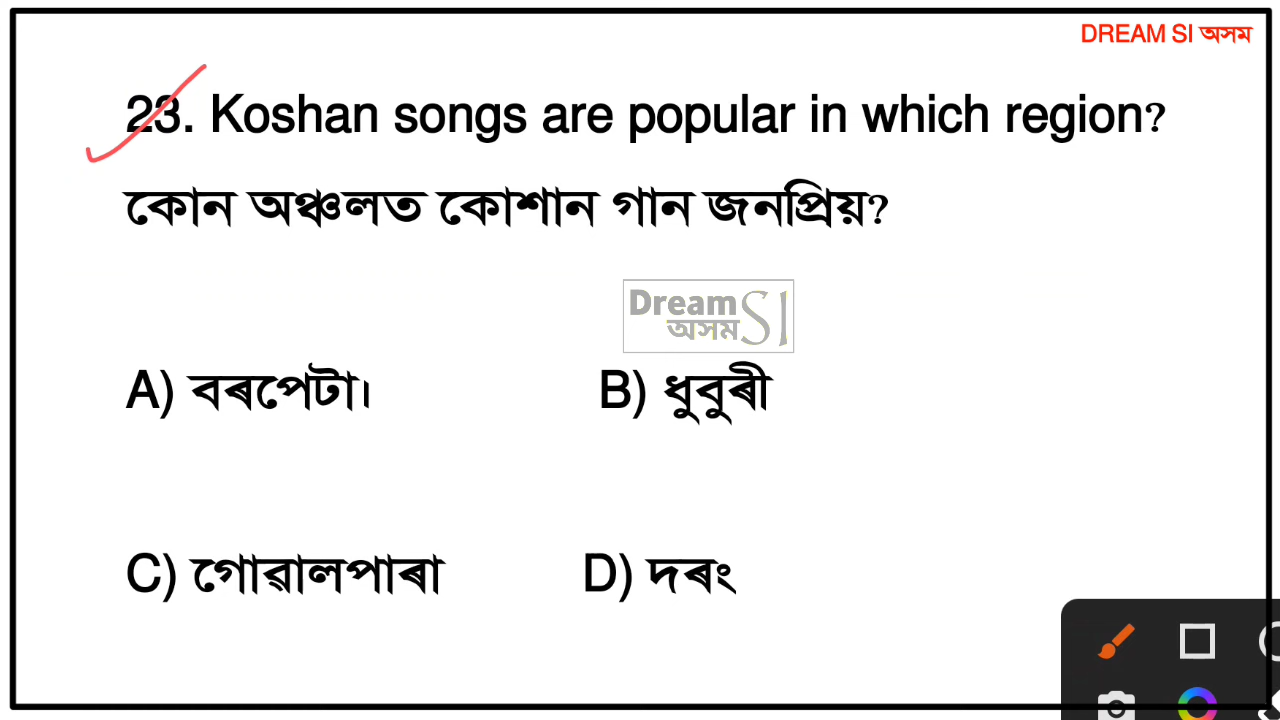 DREAM SI অসম
23. Koshan songs are popular in which region?
কোন অঞ্চলত কোশান গান জনপ্ৰিয়?
Dream SI
অসম
A) বৰপেটা। B) ধুবুৰী
C) গোৱালপাৰা D) দৰং